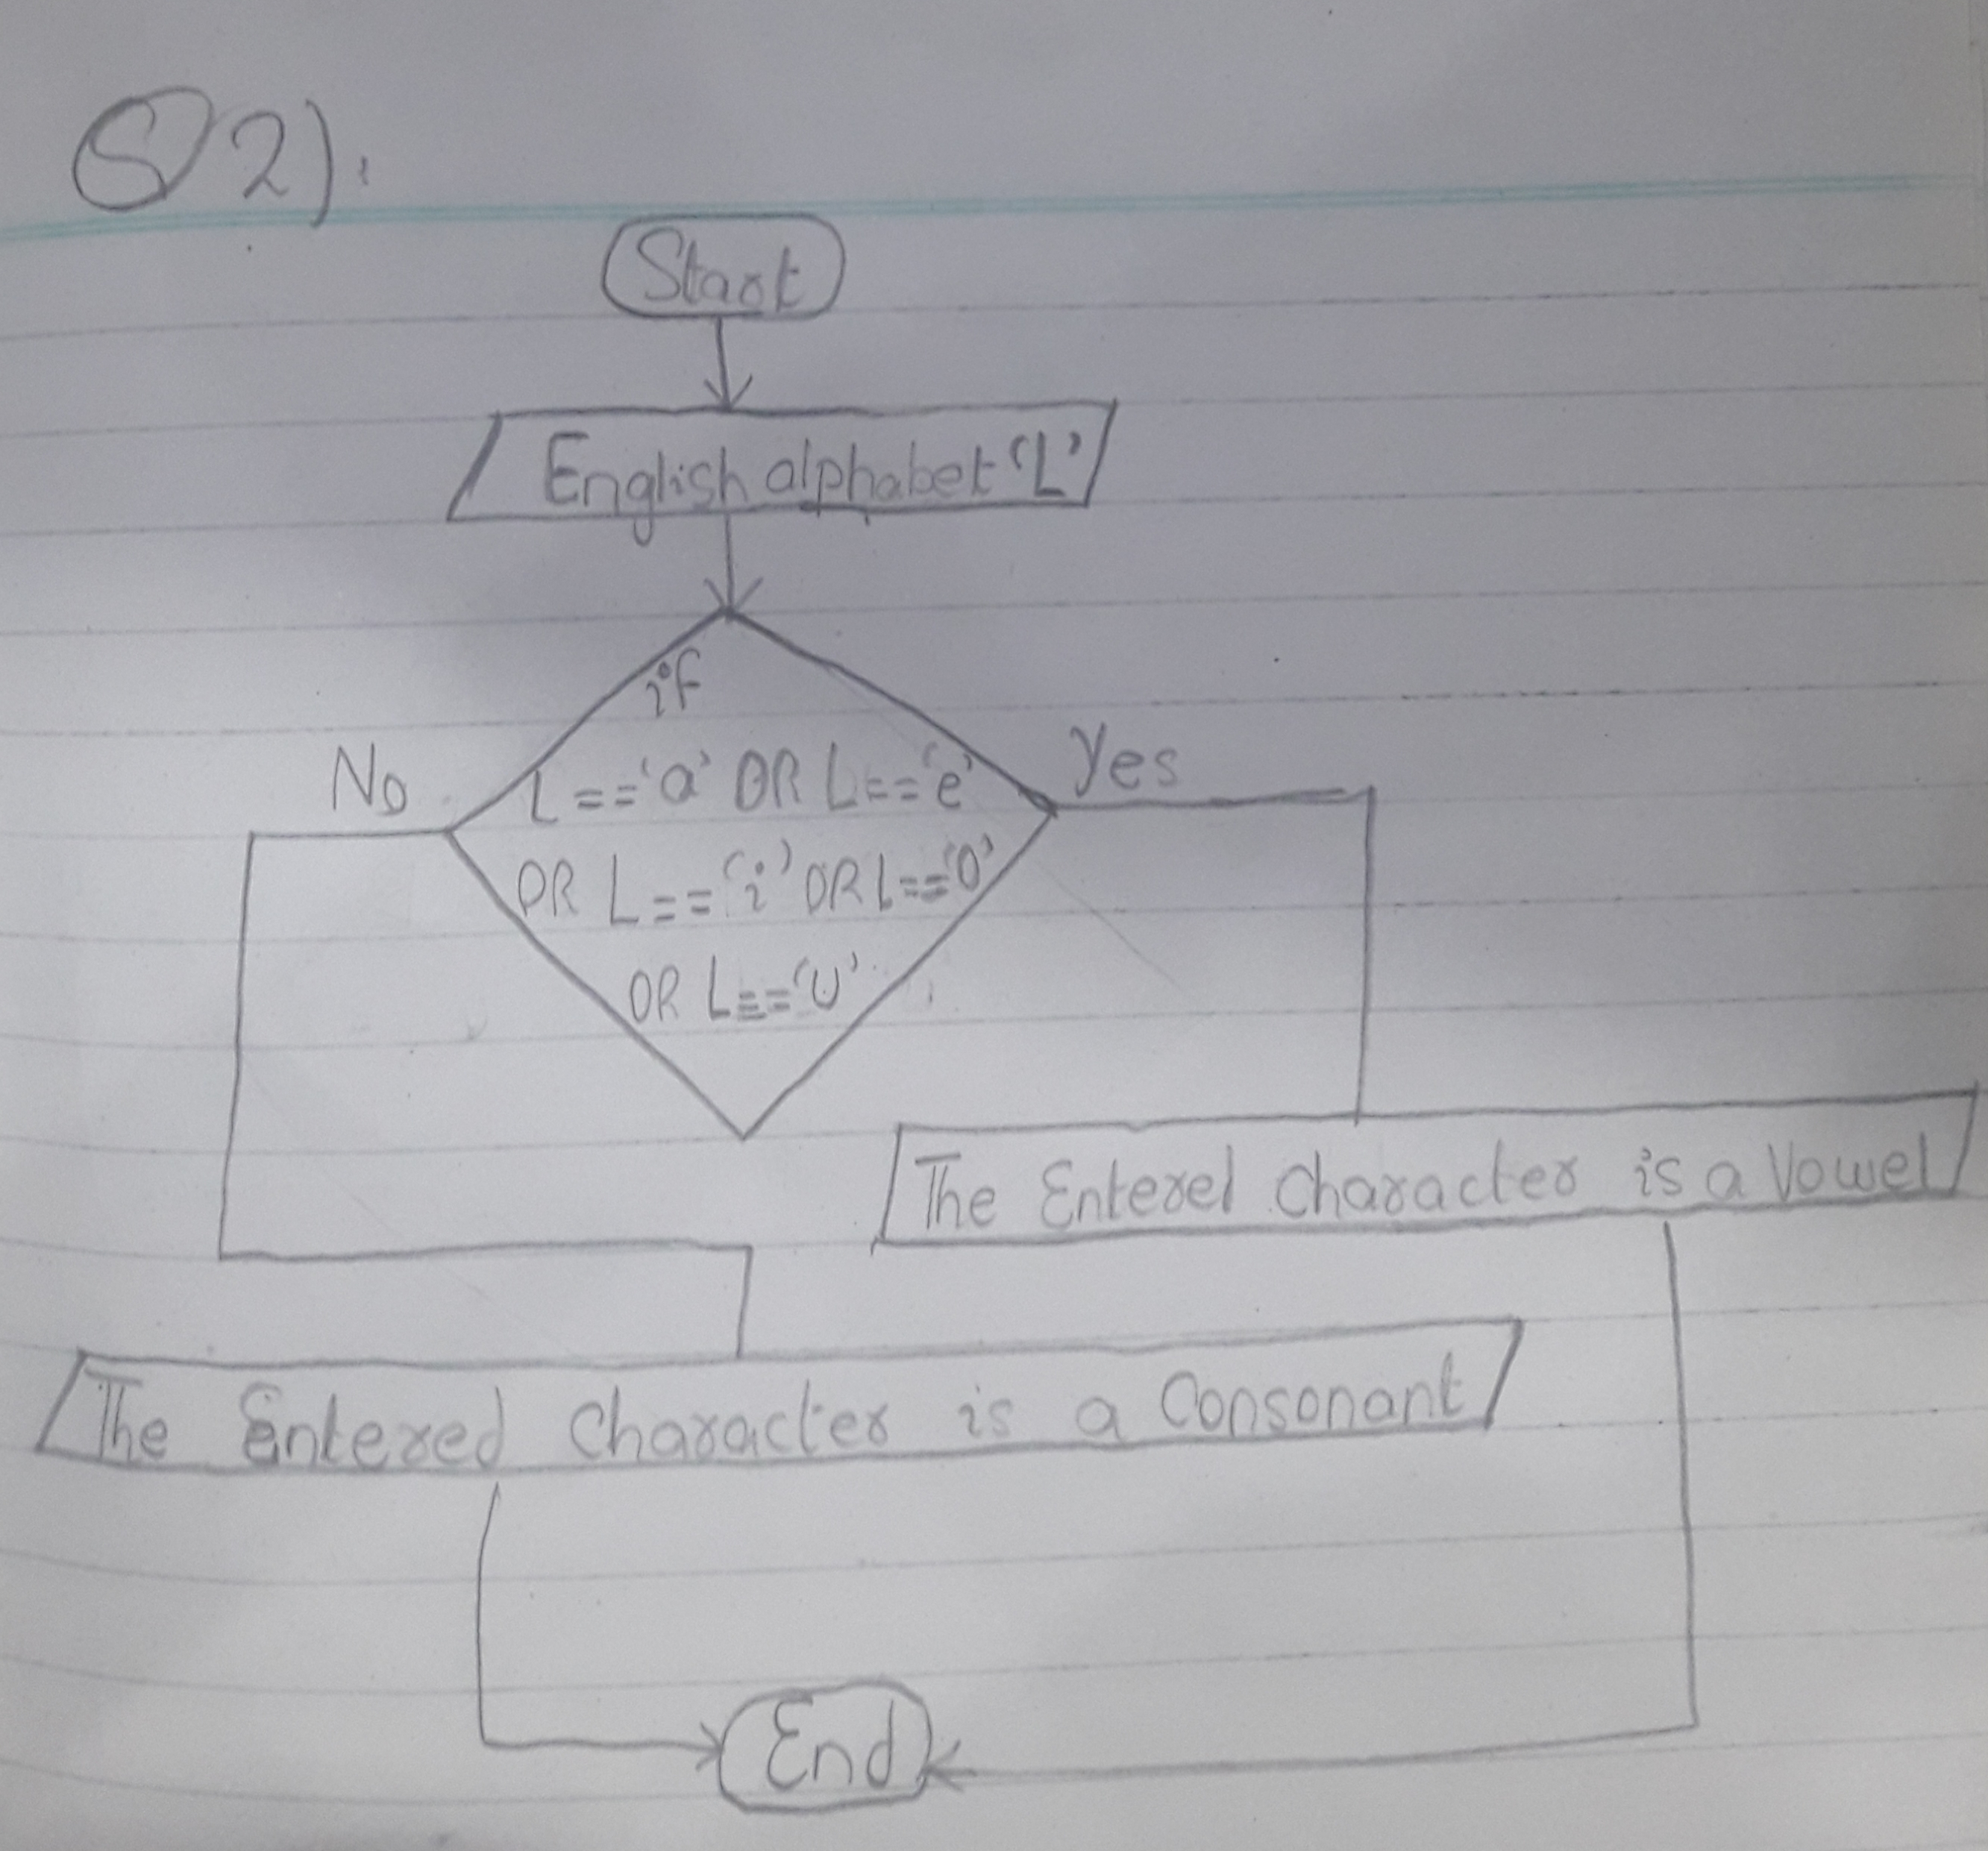 Q2):
Start
English alphabet 'L'
if
No
Yes
L == 'a' OR L == 'e'
OR L == 'i' OR L == 'O'
OR L == 'U'
The Enterel Character is a Vowel
The Entered Character is a Consonant
End